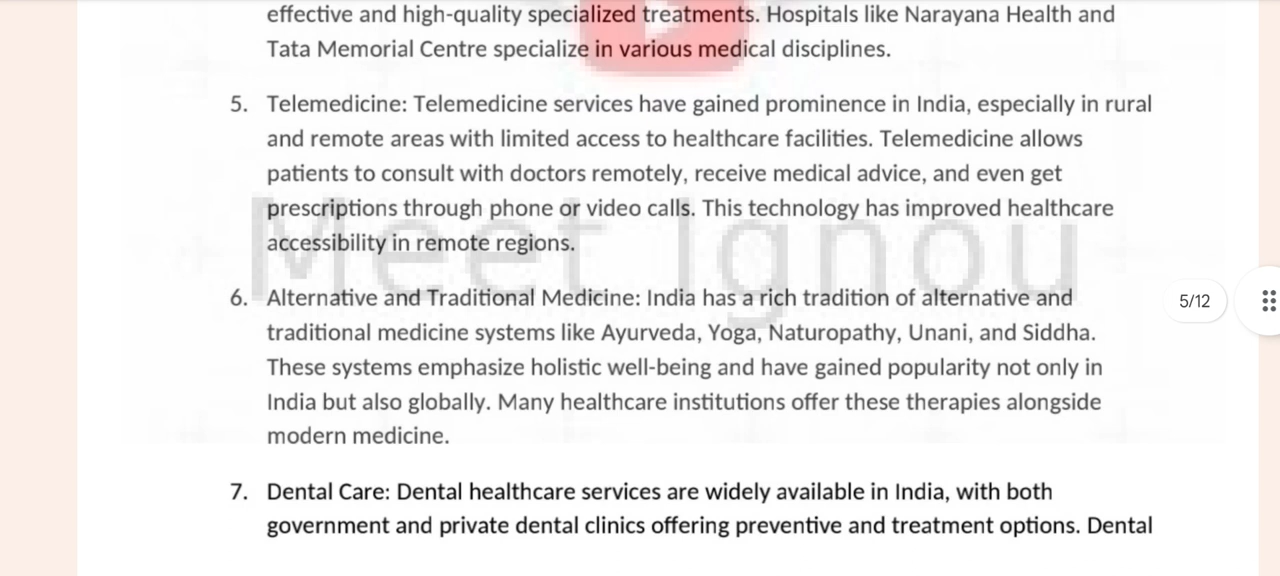 effective and high-quality specialized treatments. Hospitals like Narayana Health and
Tata Memorial Centre specialize in various medical disciplines.
5. Telemedicine: Telemedicine services have gained prominence in India, especially in rural
and remote areas with limited access to healthcare facilities. Telemedicine allows
patients to consult with doctors remotely, receive medical advice, and even get
prescriptions through phone or video calls. This technology has improved healthcare
accessibility in remote regions.
Meet Ignou
6. Alternative and Traditional Medicine: India has a rich tradition of alternative and
traditional medicine systems like Ayurveda, Yoga, Naturopathy, Unani, and Siddha.
These systems emphasize holistic well-being and have gained popularity not only in
India but also globally. Many healthcare institutions offer these therapies alongside
modern medicine.
5/12
7. Dental Care: Dental healthcare services are widely available in India, with both
government and private dental clinics offering preventive and treatment options. Dental